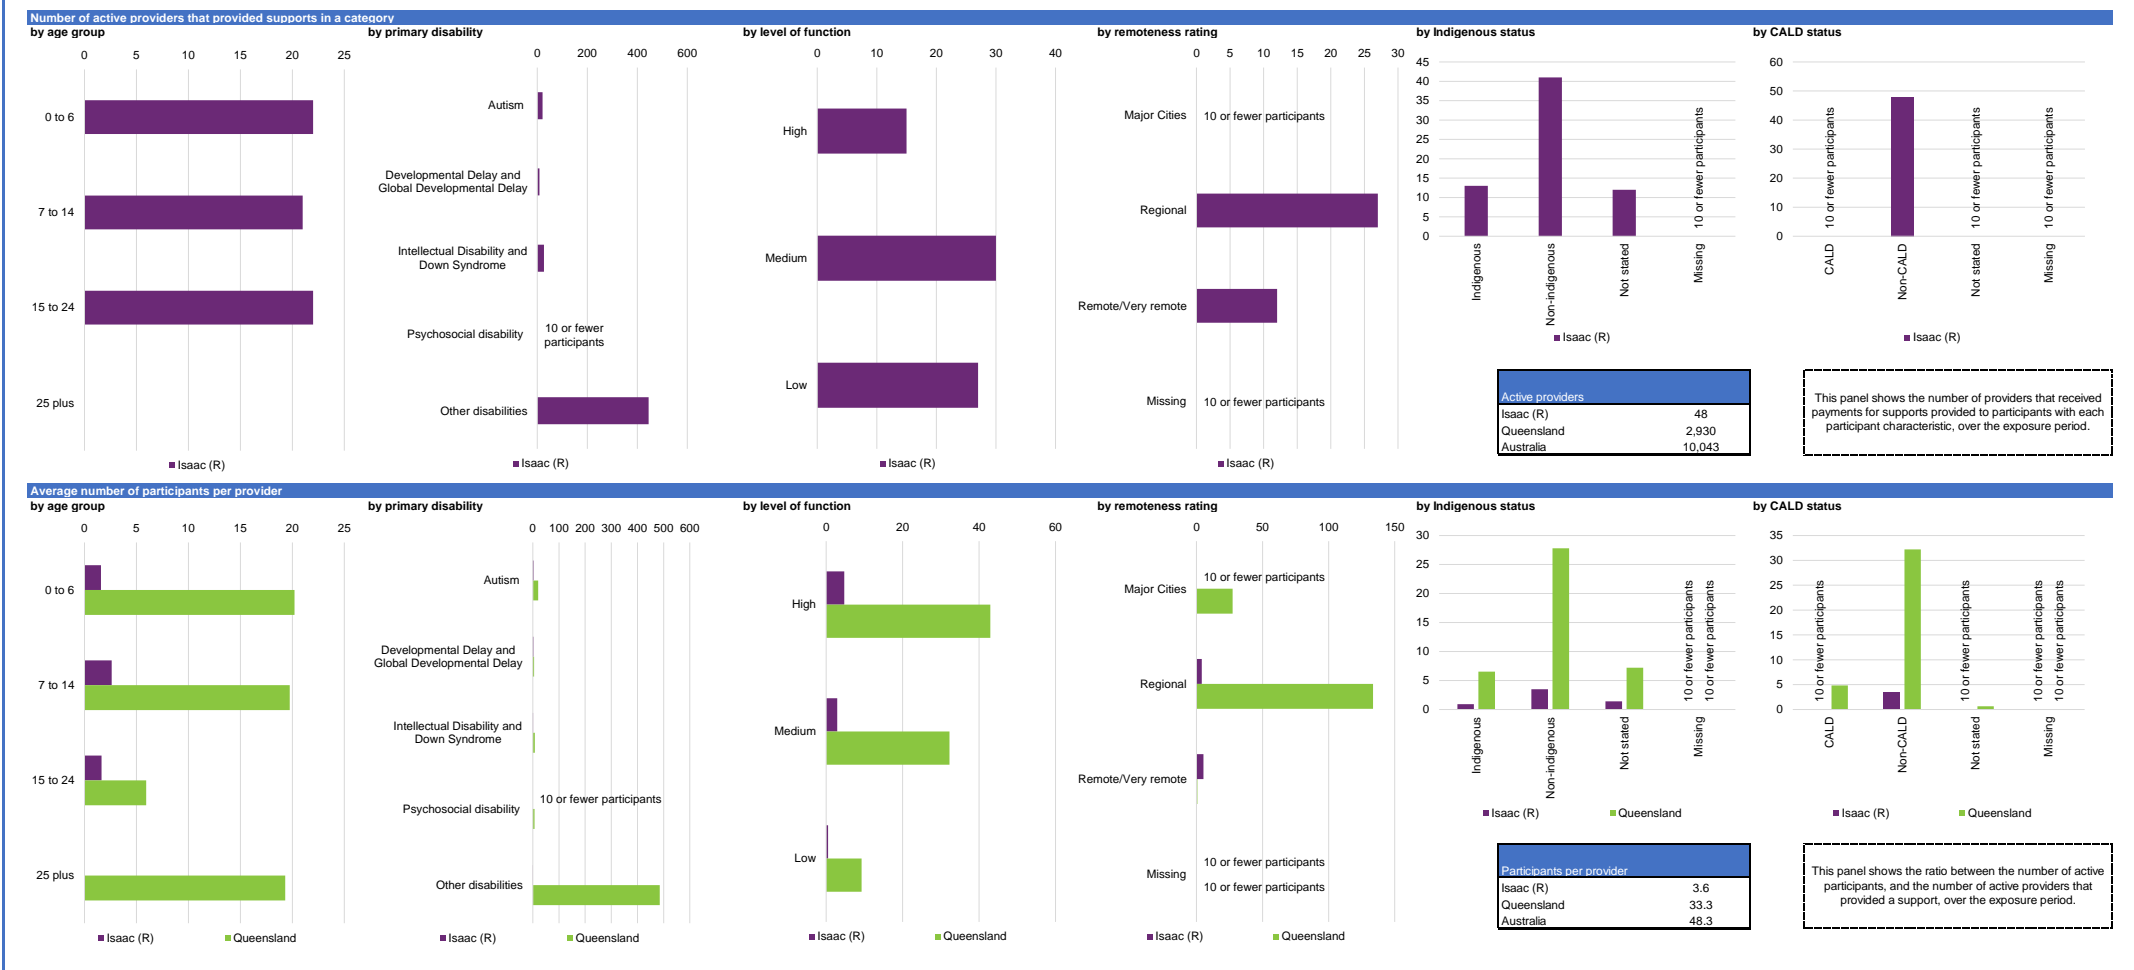 Number of active providers that provided supports in a category
by age group
0 5 10 15 20 25
0 to 6
7 to 14
15 to 24
25 plus
Isaac (R)
by primary disability
0 200 400 600
Autism
Developmental Delay and
Global Developmental Delay
Intellectual Disability and
Down Syndrome
Psychosocial disability
10 or fewer
participants
Other disabilities
Isaac (R)
by level of function
0 10 20 30 40
High
Medium
Low
Isaac (R)
by remoteness rating
0 5 10 15 20 25 30
Major Cities
10 or fewer participants
Regional
Remote/Very remote
Missing
10 or fewer participants
Isaac (R)
by Indigenous status
45
40
35
30
25
20
15
10
5
0
10 or fewer participants
Indigenous
Non-indigenous
Not stated
Missing
Isaac (R)
by CALD status
60
50
40
30
20
10
0
10 or fewer participants
10 or fewer participants
10 or fewer participants
CALD
Non-CALD
Not stated
Missing
Isaac (R)
Active providers
Isaac (R) 48
Queensland 2,930
Australia 10,043
This panel shows the number of providers that received
payments for supports provided to participants with each
participant characteristic, over the exposure period.
Average number of participants per provider
by age group
0 5 10 15 20 25
0 to 6
7 to 14
15 to 24
25 plus
Isaac (R) Queensland
by primary disability
0 100 200 300 400 500 600
Autism
Developmental Delay and
Global Developmental Delay
Intellectual Disability and
Down Syndrome
Psychosocial disability
10 or fewer participants
Other disabilities
Isaac (R) Queensland
by level of function
0 20 40 60
High
Medium
Low
Isaac (R) Queensland
by remoteness rating
0 50 100 150
Major Cities
10 or fewer participants
Regional
Remote/Very remote
Missing
10 or fewer participants
10 or fewer participants
Isaac (R) Queensland
by Indigenous status
30
25
20
15
10
5
0
10 or fewer participants
10 or fewer participants
Indigenous
Non-indigenous
Not stated
Missing
Isaac (R) Queensland
by CALD status
35
30
25
20
15
10
5
0
10 or fewer participants
10 or fewer participants
10 or fewer participants
10 or fewer participants
CALD
Non-CALD
Not stated
Missing
Isaac (R) Queensland
Participants per provider
Isaac (R) 3.6
Queensland 33.3
Australia 48.3
This panel shows the ratio between the number of active
participants, and the number of active providers that
provided a support, over the exposure period.